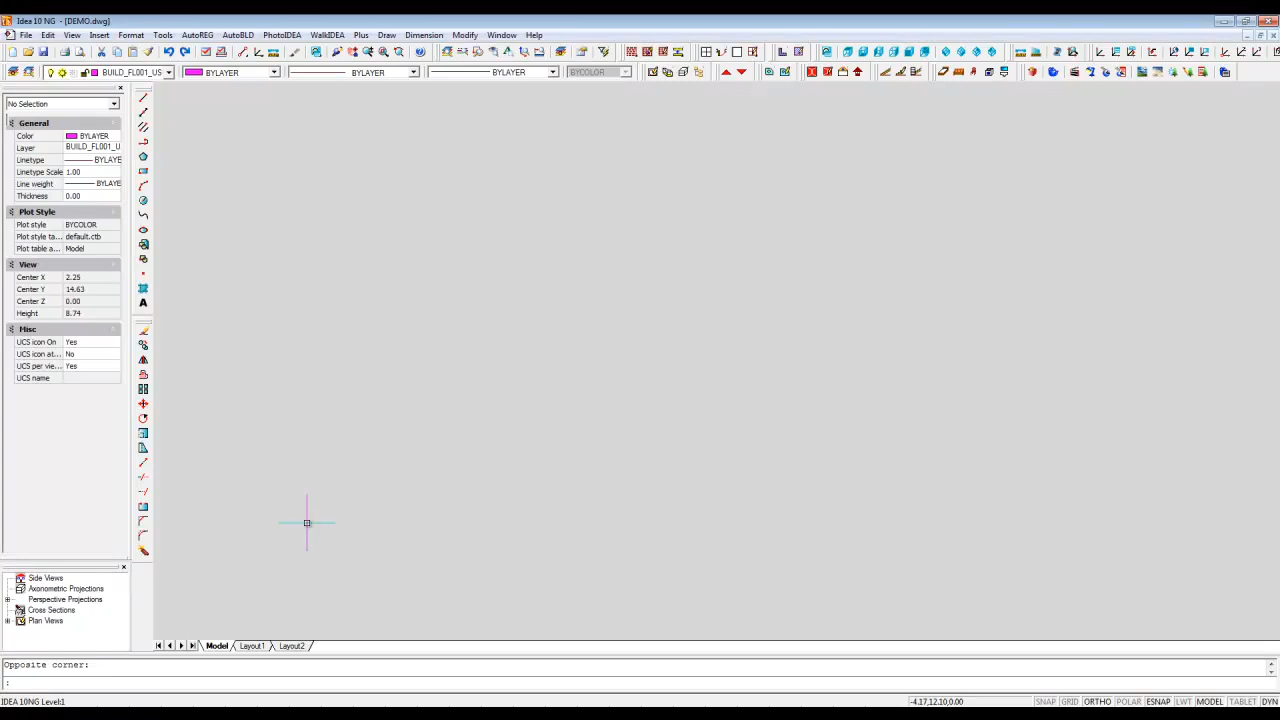 Idea 10 NG - [DEMO.dwg]
File Edit View Insert Format Tools AutoREG AutoBLD PhotoIDEA WalkIDEA Plus Draw Dimension Modify Window Help
BUILD_FL001_US BYLAYER BYLAYER BYLAYER BYCOLOR
No Selection
General
Color BYLAYER
Layer BUILD_FL001_U
Linetype BYLAYE
Linetype Scale 1.00
Line weight BYLAYE
Thickness 0.00
Plot Style
Plot style BYCOLOR
Plot style ta... default.ctb
Plot table a... Model
View
Center X 2.25
Center Y 14.63
Center Z 0.00
Height 8.74
Misc
UCS icon On Yes
UCS icon at... No
UCS per vie... Yes
UCS name
A
Side Views
Axonometric Projections
Perspective Projections
Cross Sections
Plan Views
Model Layout1 Layout2
Opposite corner:
:
IDEA 10NG Level:1 -4.17,12.10,0.00 SNAP GRID ORTHO POLAR ESNAP LWT MODEL TABLET DYN